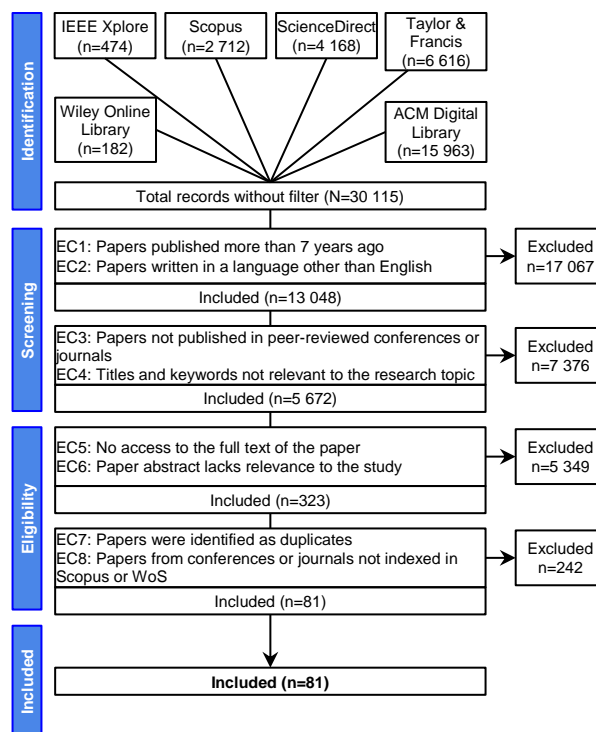 Identification
IEEE Xplore
(n=474)
Scopus
(n=2 712)
ScienceDirect
(n=4 168)
Taylor &
Francis
(n=6 616)
Wiley Online
Library
(n=182)
ACM Digital
Library
(n=15 963)
Total records without filter (N=30 115)
Screening
EC1: Papers published more than 7 years ago
EC2: Papers written in a language other than English
Excluded
n=17 067
Included (n=13 048)
EC3: Papers not published in peer-reviewed conferences or
journals
EC4: Titles and keywords not relevant to the research topic
Excluded
n=7 376
Included (n=5 672)
Eligibility
EC5: No access to the full text of the paper
EC6: Paper abstract lacks relevance to the study
Excluded
n=5 349
Included (n=323)
EC7: Papers were identified as duplicates
EC8: Papers from conferences or journals not indexed in
Scopus or WoS
Excluded
n=242
Included (n=81)
Included
Included (n=81)